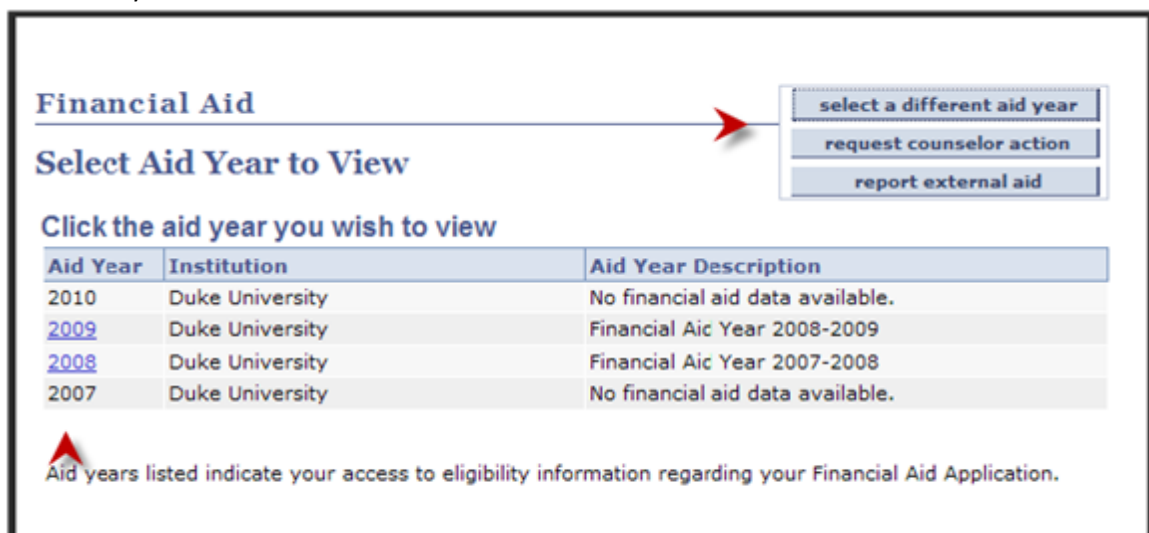 Financial Aid
select a different aid year
request counselor action
report external aid
Select Aid Year to View
Click the aid year you wish to view
Aid Year Institution Aid Year Description
2010 Duke University No financial aid data available.
2009 Duke University Financial Aid Year 2008-2009
2008 Duke University Financial Aid Year 2007-2008
2007 Duke University No financial aid data available.
Aid years listed indicate your access to eligibility information regarding your Financial Aid Application.